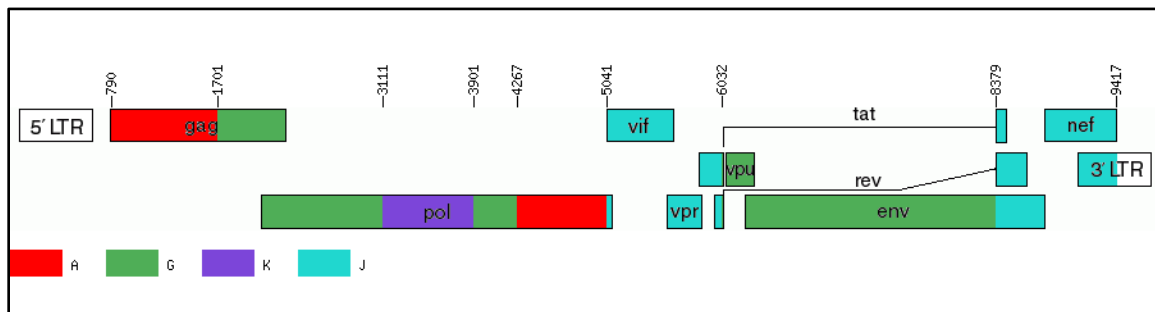 790 1701 3111 3901 4267 5041 6032 8379 9417
5′ LTR gag vif tat nef
vpu rev 3′ LTR
pol vpr env
A G K J